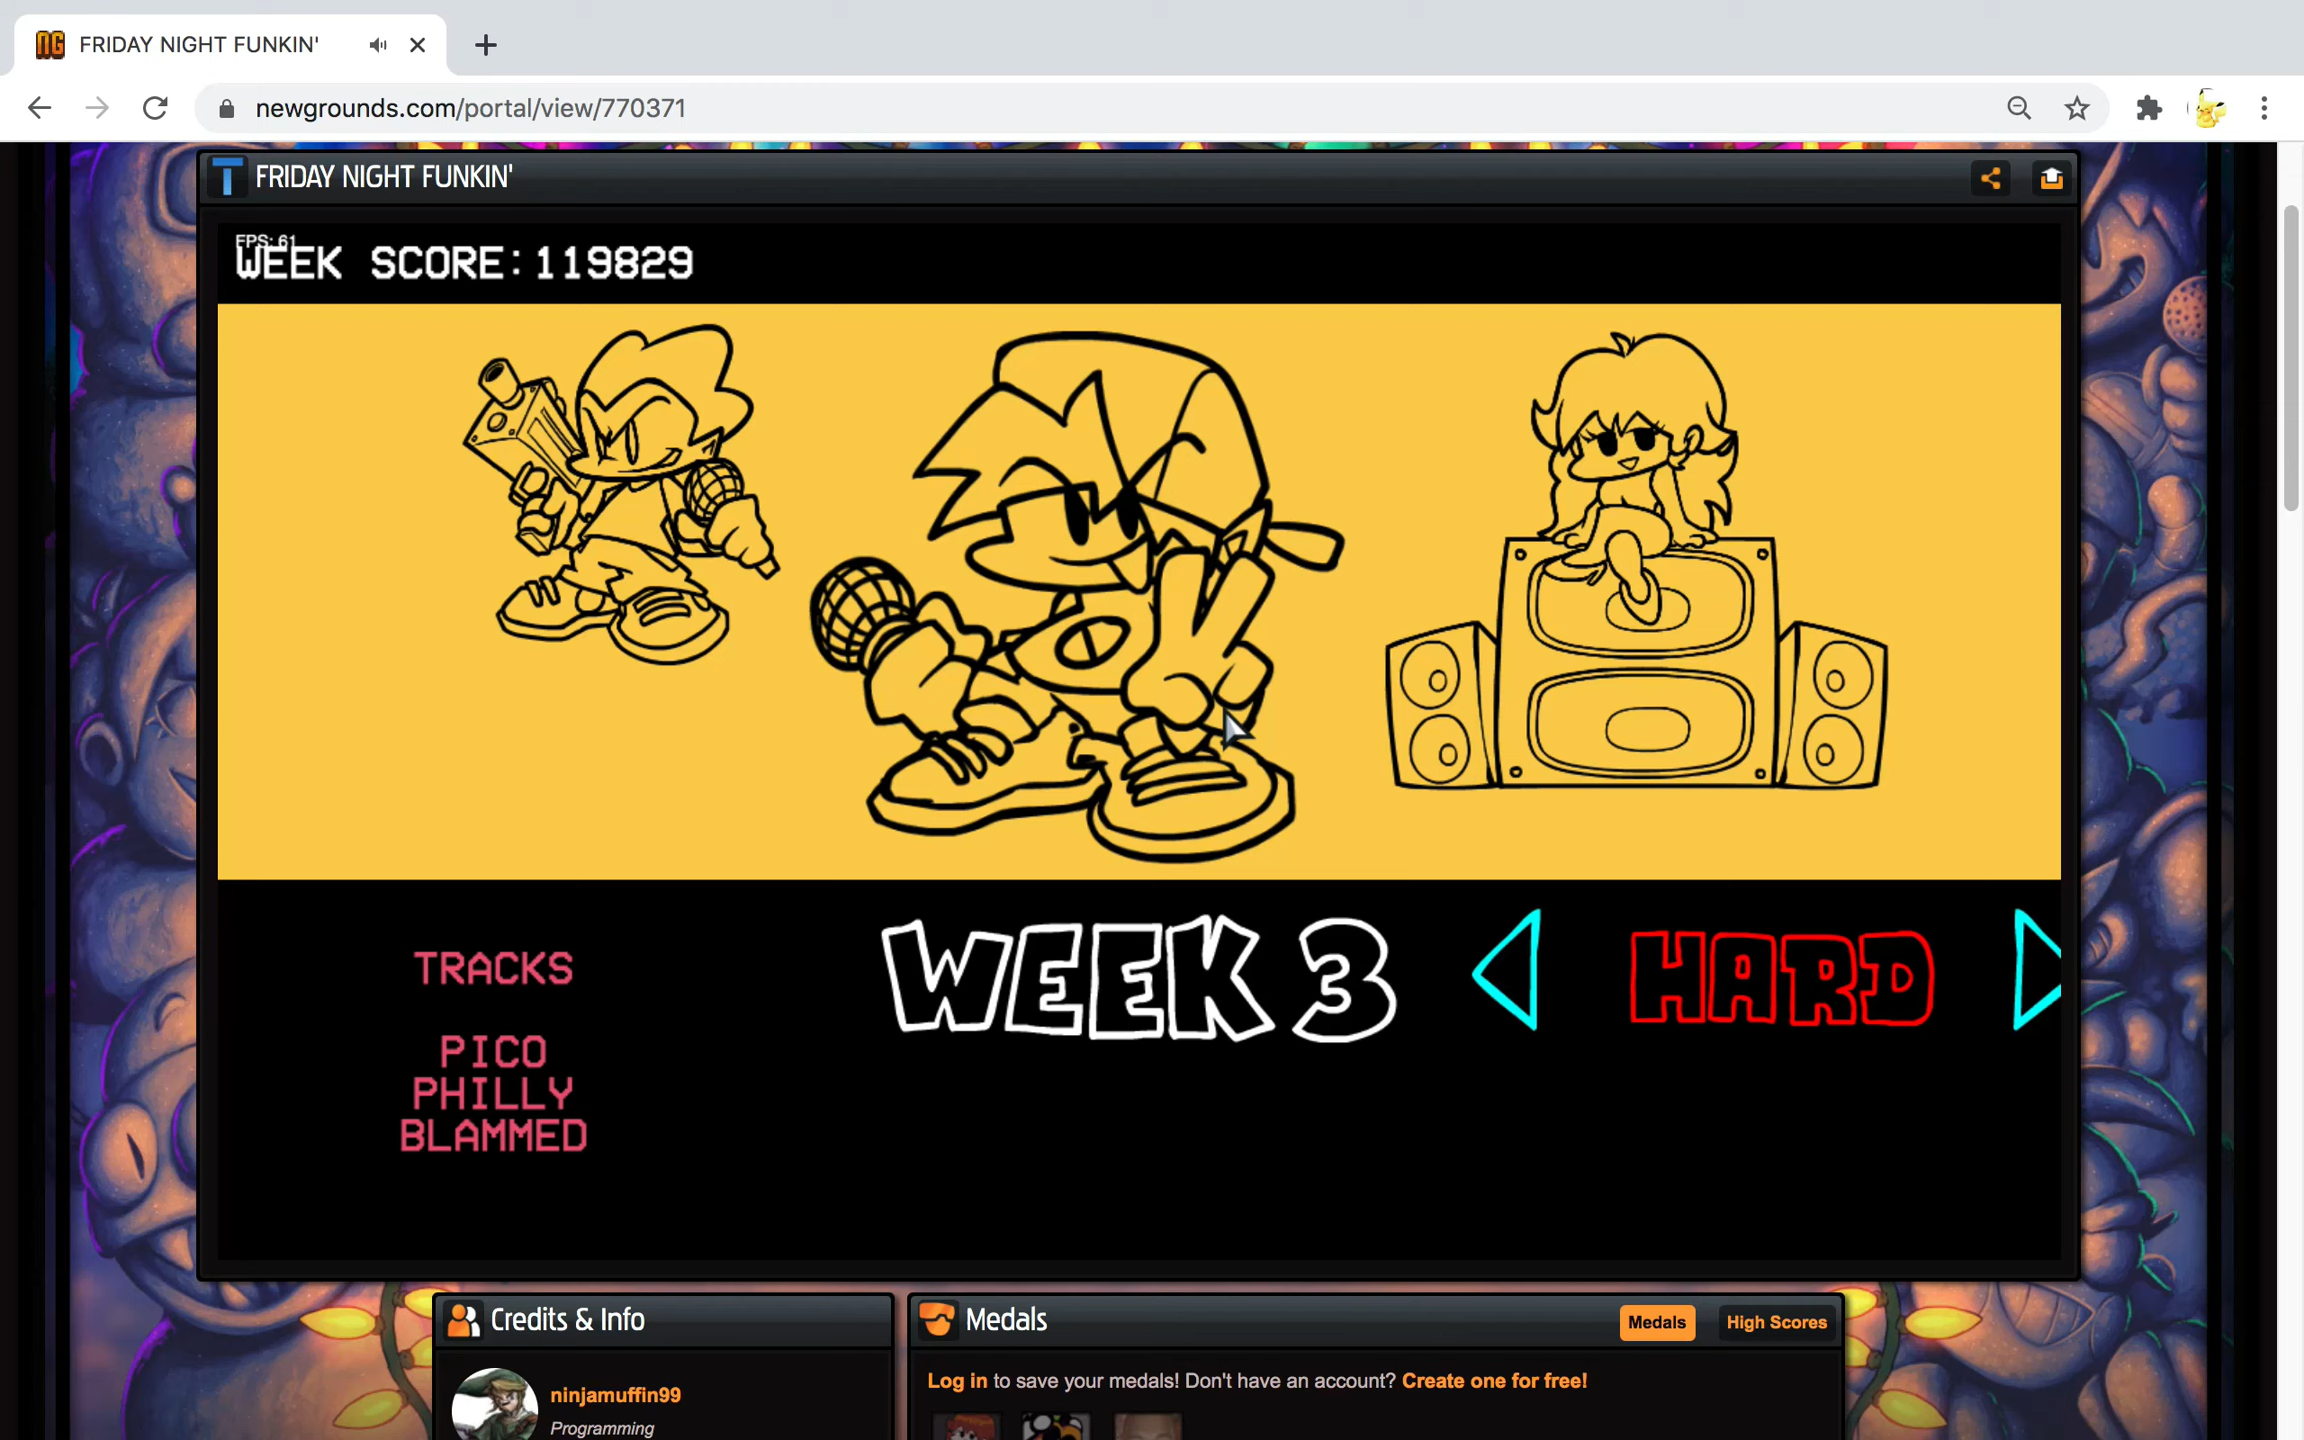 FRIDAY NIGHT FUNKIN'
newgrounds.com/portal/view/770371
FRIDAY NIGHT FUNKIN'
FPS: 61
WEEK SCORE:119829
TRACKS
PICO
PHILLY
BLAMMED
WEEK 3
HARD
Credits & Info
ninjamuffin99
Programming
Medals
Medals
High Scores
Log in to save your medals! Don't have an account? Create one for free!